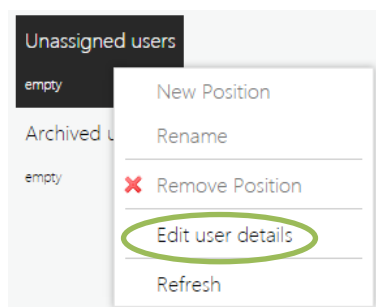 Unassigned users
empty
New Position
Archived u
Rename
empty
Remove Position
Edit user details
Refresh